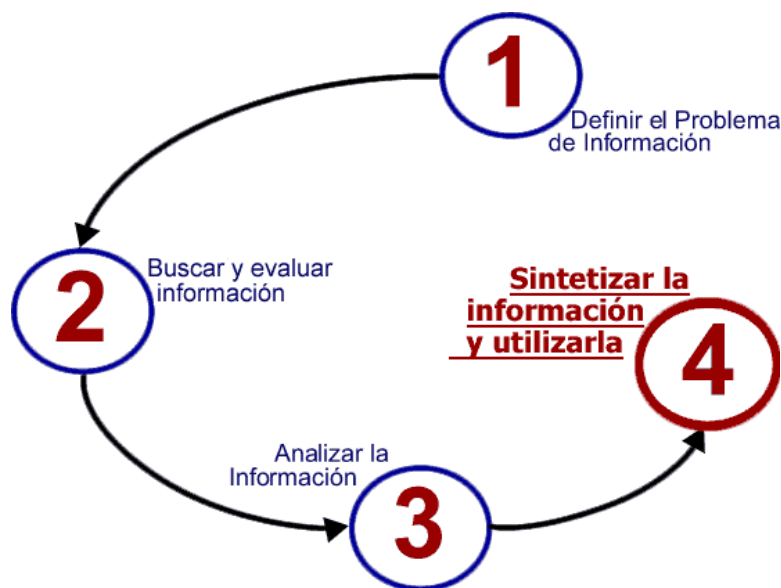 1
Definir el Problema
de Información
2
Buscar y evaluar
información
3
Analizar la
Información
4
Sintetizar la
información
y utilizarla